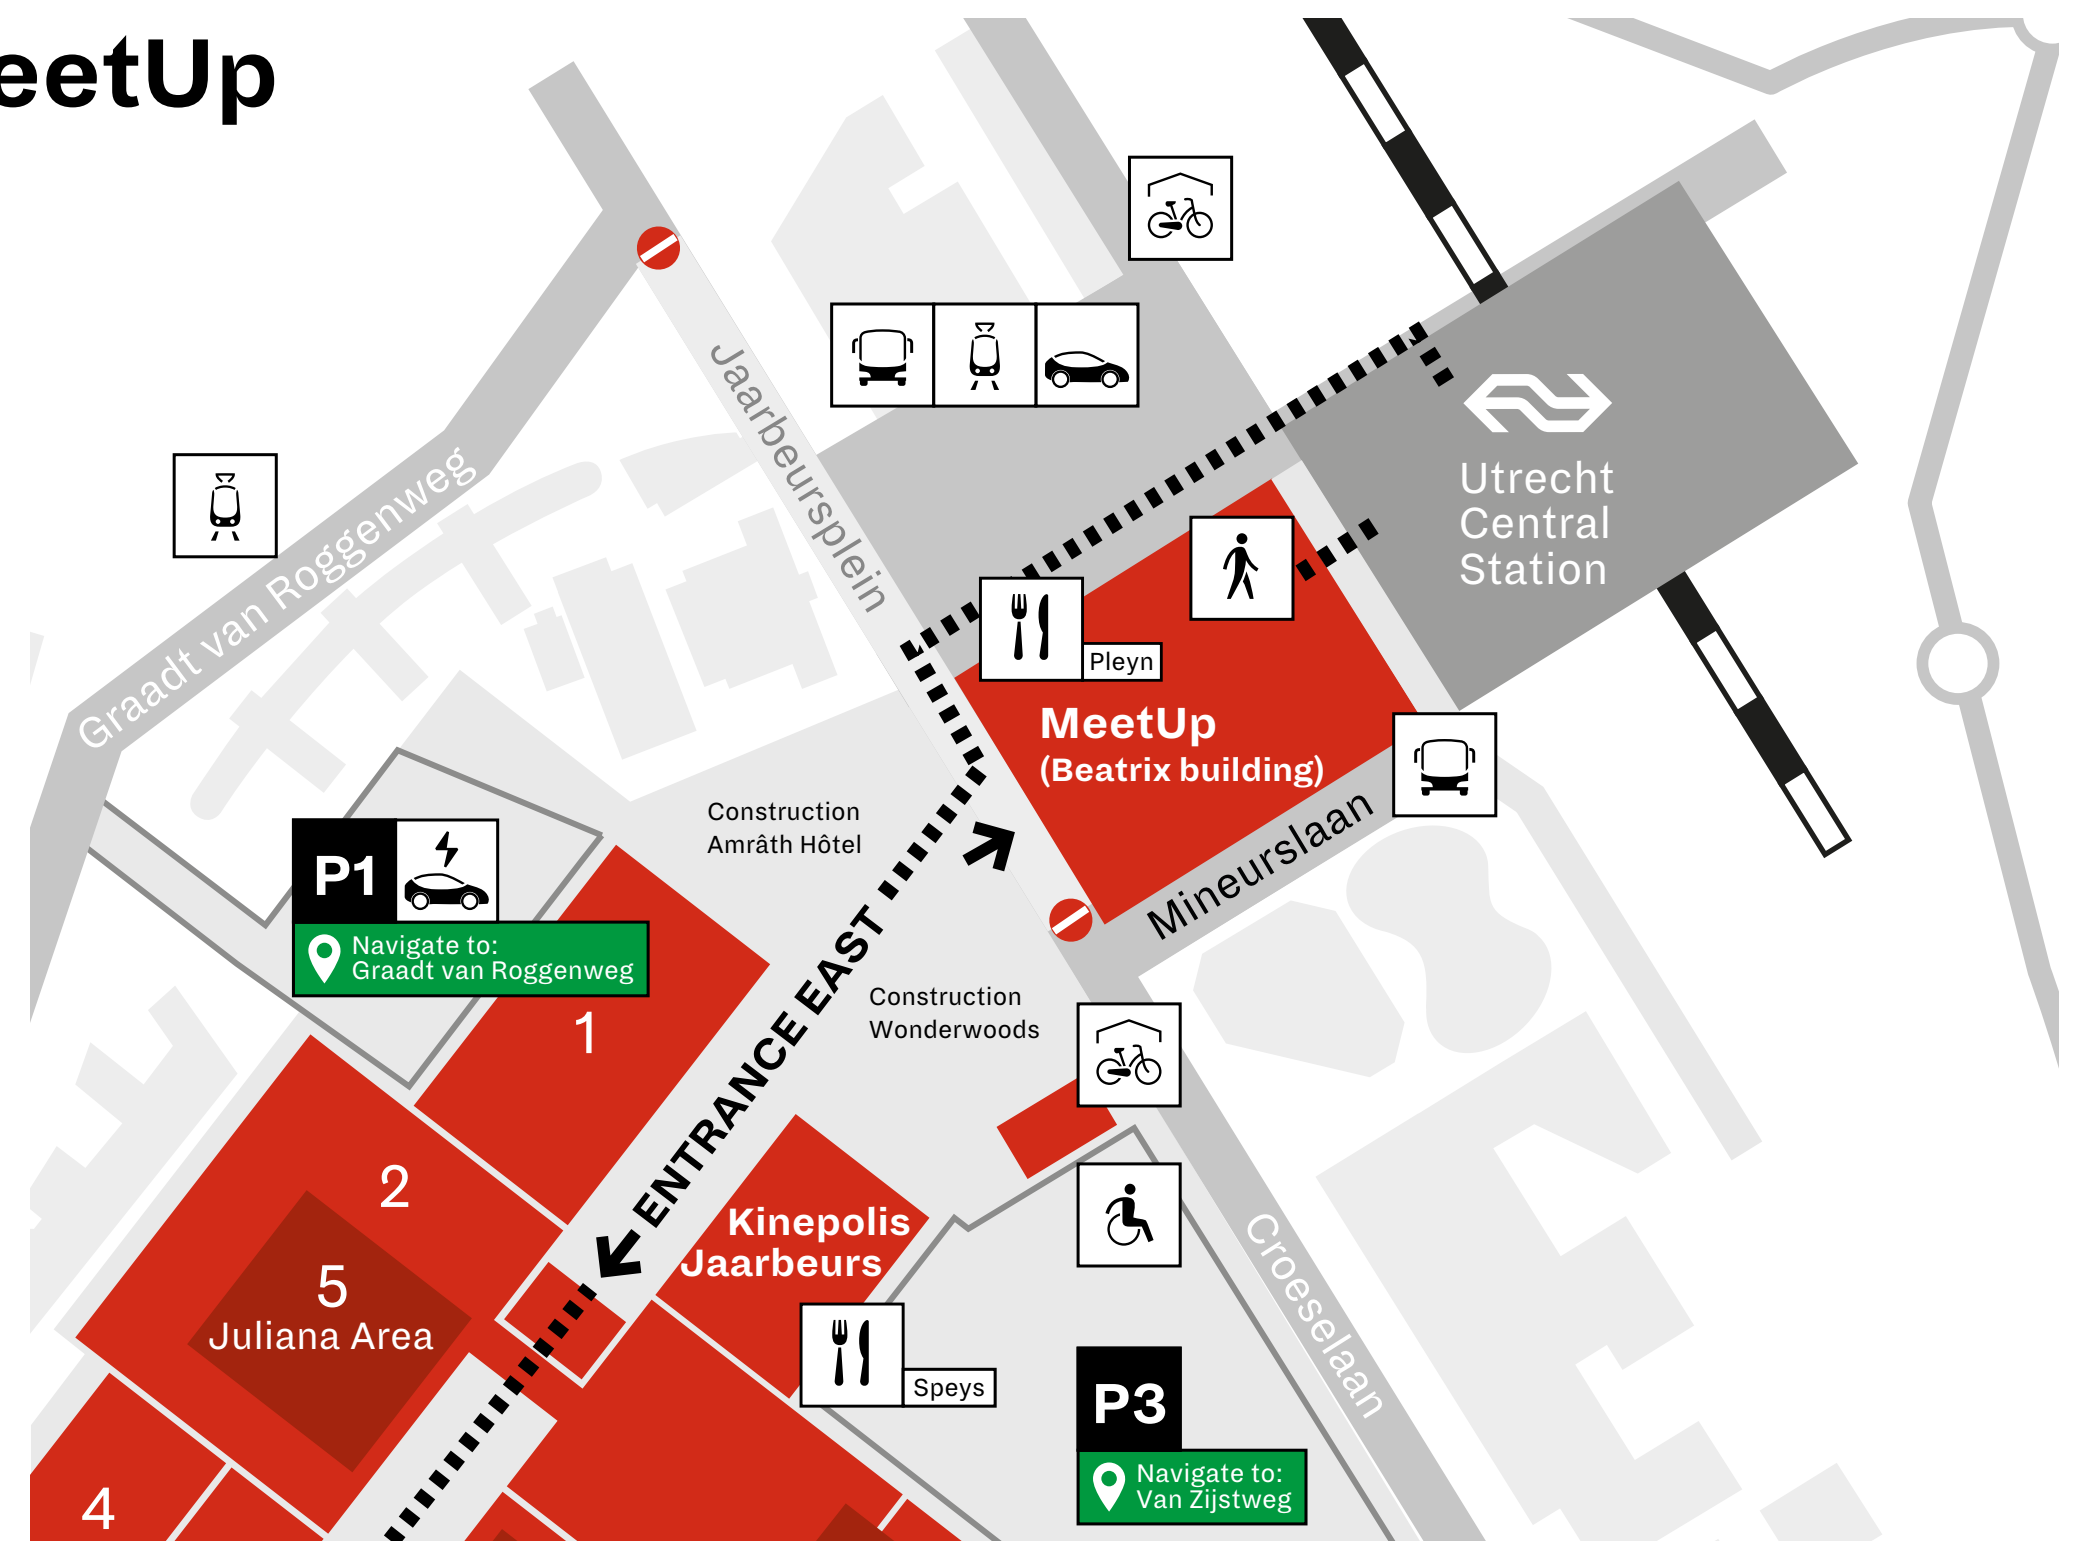 eetUp
Jaarbeursplein
Graadt van Roggenweg
Utrecht
Central
Station
Pleyn
MeetUp
(Beatrix building)
Mineurslaan
Construction
Amrâth Hôtel
P1
Navigate to:
Graadt van Roggenweg
ENTRANCE EAST
Construction
Wonderwoods
1
2
Kinepolis
Jaarbeurs
5
Juliana Area
Croeselaan
Speys
P3
Navigate to:
Van Zijstweg
4